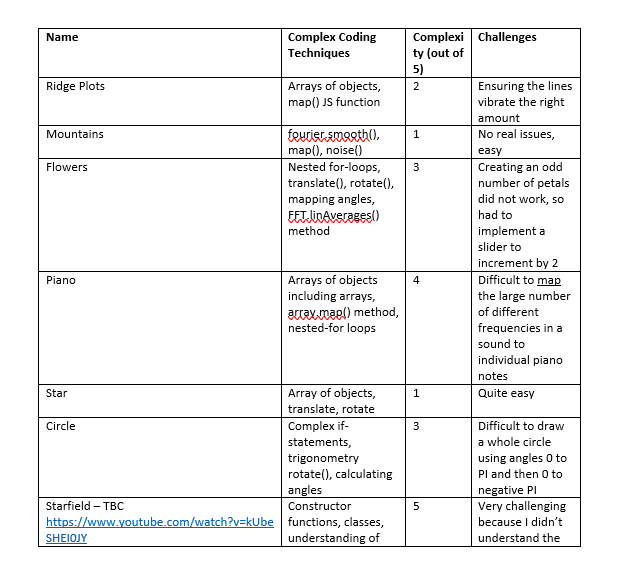 Name
Complex Coding
Techniques
Complexi
ty (out of
5)
Challenges
Ridge Plots
Arrays of objects,
map() JS function
2
Ensuring the lines
vibrate the right
amount
Mountains
fourier.smooth(),
map(), noise()
1
No real issues,
easy
Flowers
Nested for-loops,
translate(), rotate(),
mapping angles,
FFT.linAverages()
method
3
Creating an odd
number of petals
did not work, so
had to
implement a
slider to
increment by 2
Piano
Arrays of objects
including arrays,
array.map() method,
nested-for loops
4
Difficult to map
the large number
of different
frequencies in a
sound to
individual piano
notes
Star
Array of objects,
translate, rotate
1
Quite easy
Circle
Complex if-
statements,
trigonometry
rotate(), calculating
angles
3
Difficult to draw
a whole circle
using angles 0 to
PI and then 0 to
negative PI
Starfield – TBC
https://www.youtube.com/watch?v=kUbe
SHEI0JY
Constructor
functions, classes,
understanding of
5
Very challenging
because I didn’t
understand the